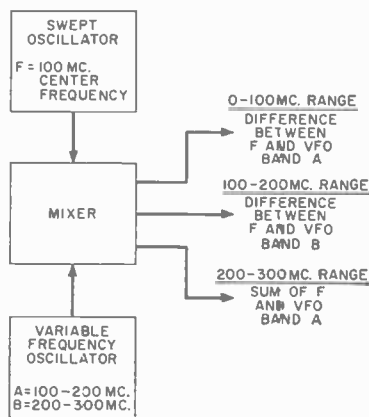 SWEPT
OSCILLATOR
F = 100 MC.
CENTER
FREQUENCY
MIXER
VARIABLE
FREQUENCY
OSCILLATOR
A=100-200 MC.
B=200-300MC.
0-100MC. RANGE
DIFFERENCE
BETWEEN
F AND VFO
BAND A
100-200MC. RANGE
DIFFERENCE
BETWEEN
F AND VFO
BAND B
200-300MC. RANGE
SUM OF F
AND VFO
BAND A